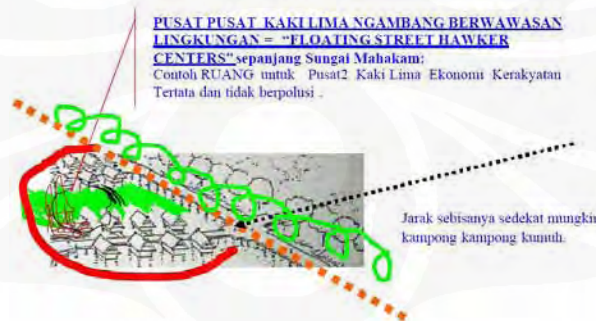 PUSAT PUSAT KAKI LIMA NGAMBANG BERWAWASAN
LINGKUNGAN = "FLOATING STREET HAWKER
CENTERS" sepanjang Sungai Mahakam:
Contoh RUANG untuk Pusat2 Kaki Lima Ekonomi Kerakyatan
Tertata dan tidak berpolusi .
Jarak sebisanya sedekat mungkin
kampong kampong kumuh.